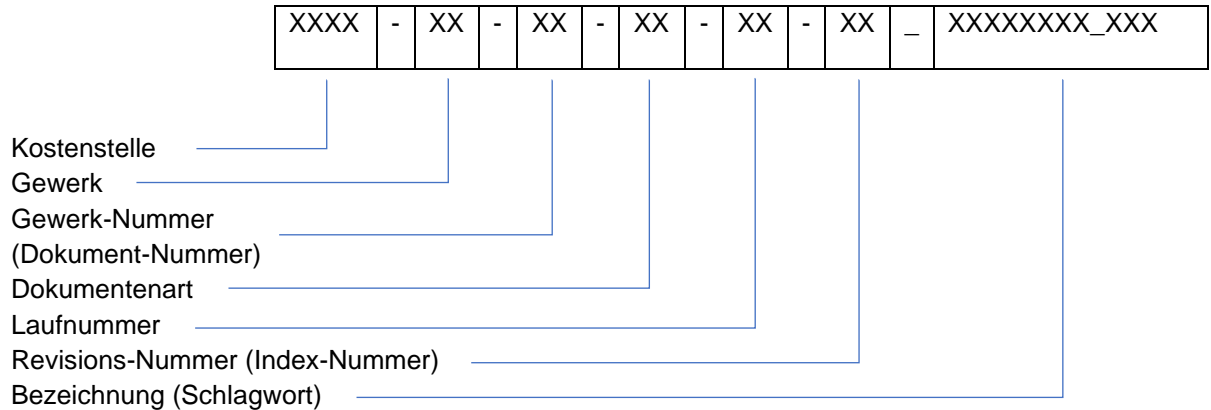 XXXX - XX - XX - XX - XX - XX _ XXXXXXXX_XXX
Kostenstelle
Gewerk
Gewerk-Nummer
(Dokument-Nummer)
Dokumentenart
Laufnummer
Revisions-Nummer (Index-Nummer)
Bezeichnung (Schlagwort)